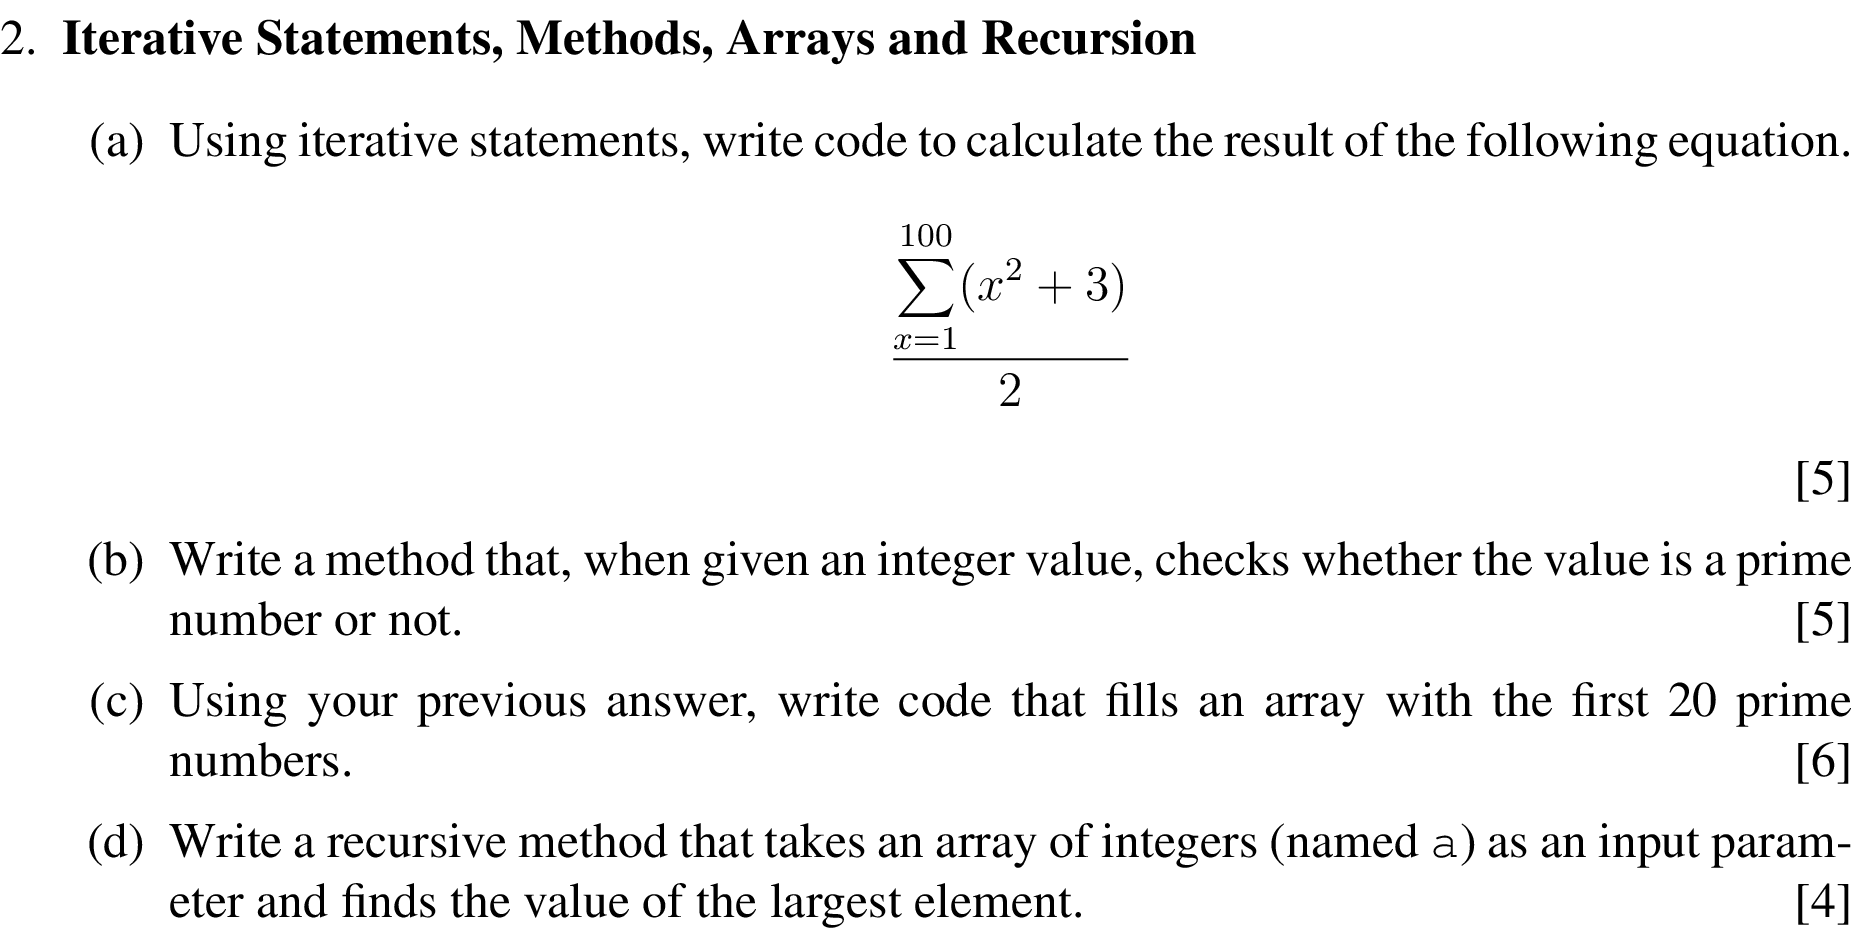 2. Iterative Statements, Methods, Arrays and Recursion
(a) Using iterative statements, write code to calculate the result of the following equation.
100
∑(x² + 3)
x=1
2
[5]
(b) Write a method that, when given an integer value, checks whether the value is a prime
number or not. [5]
(c) Using your previous answer, write code that fills an array with the first 20 prime
numbers. [6]
(d) Write a recursive method that takes an array of integers (named a) as an input param-
eter and finds the value of the largest element. [4]